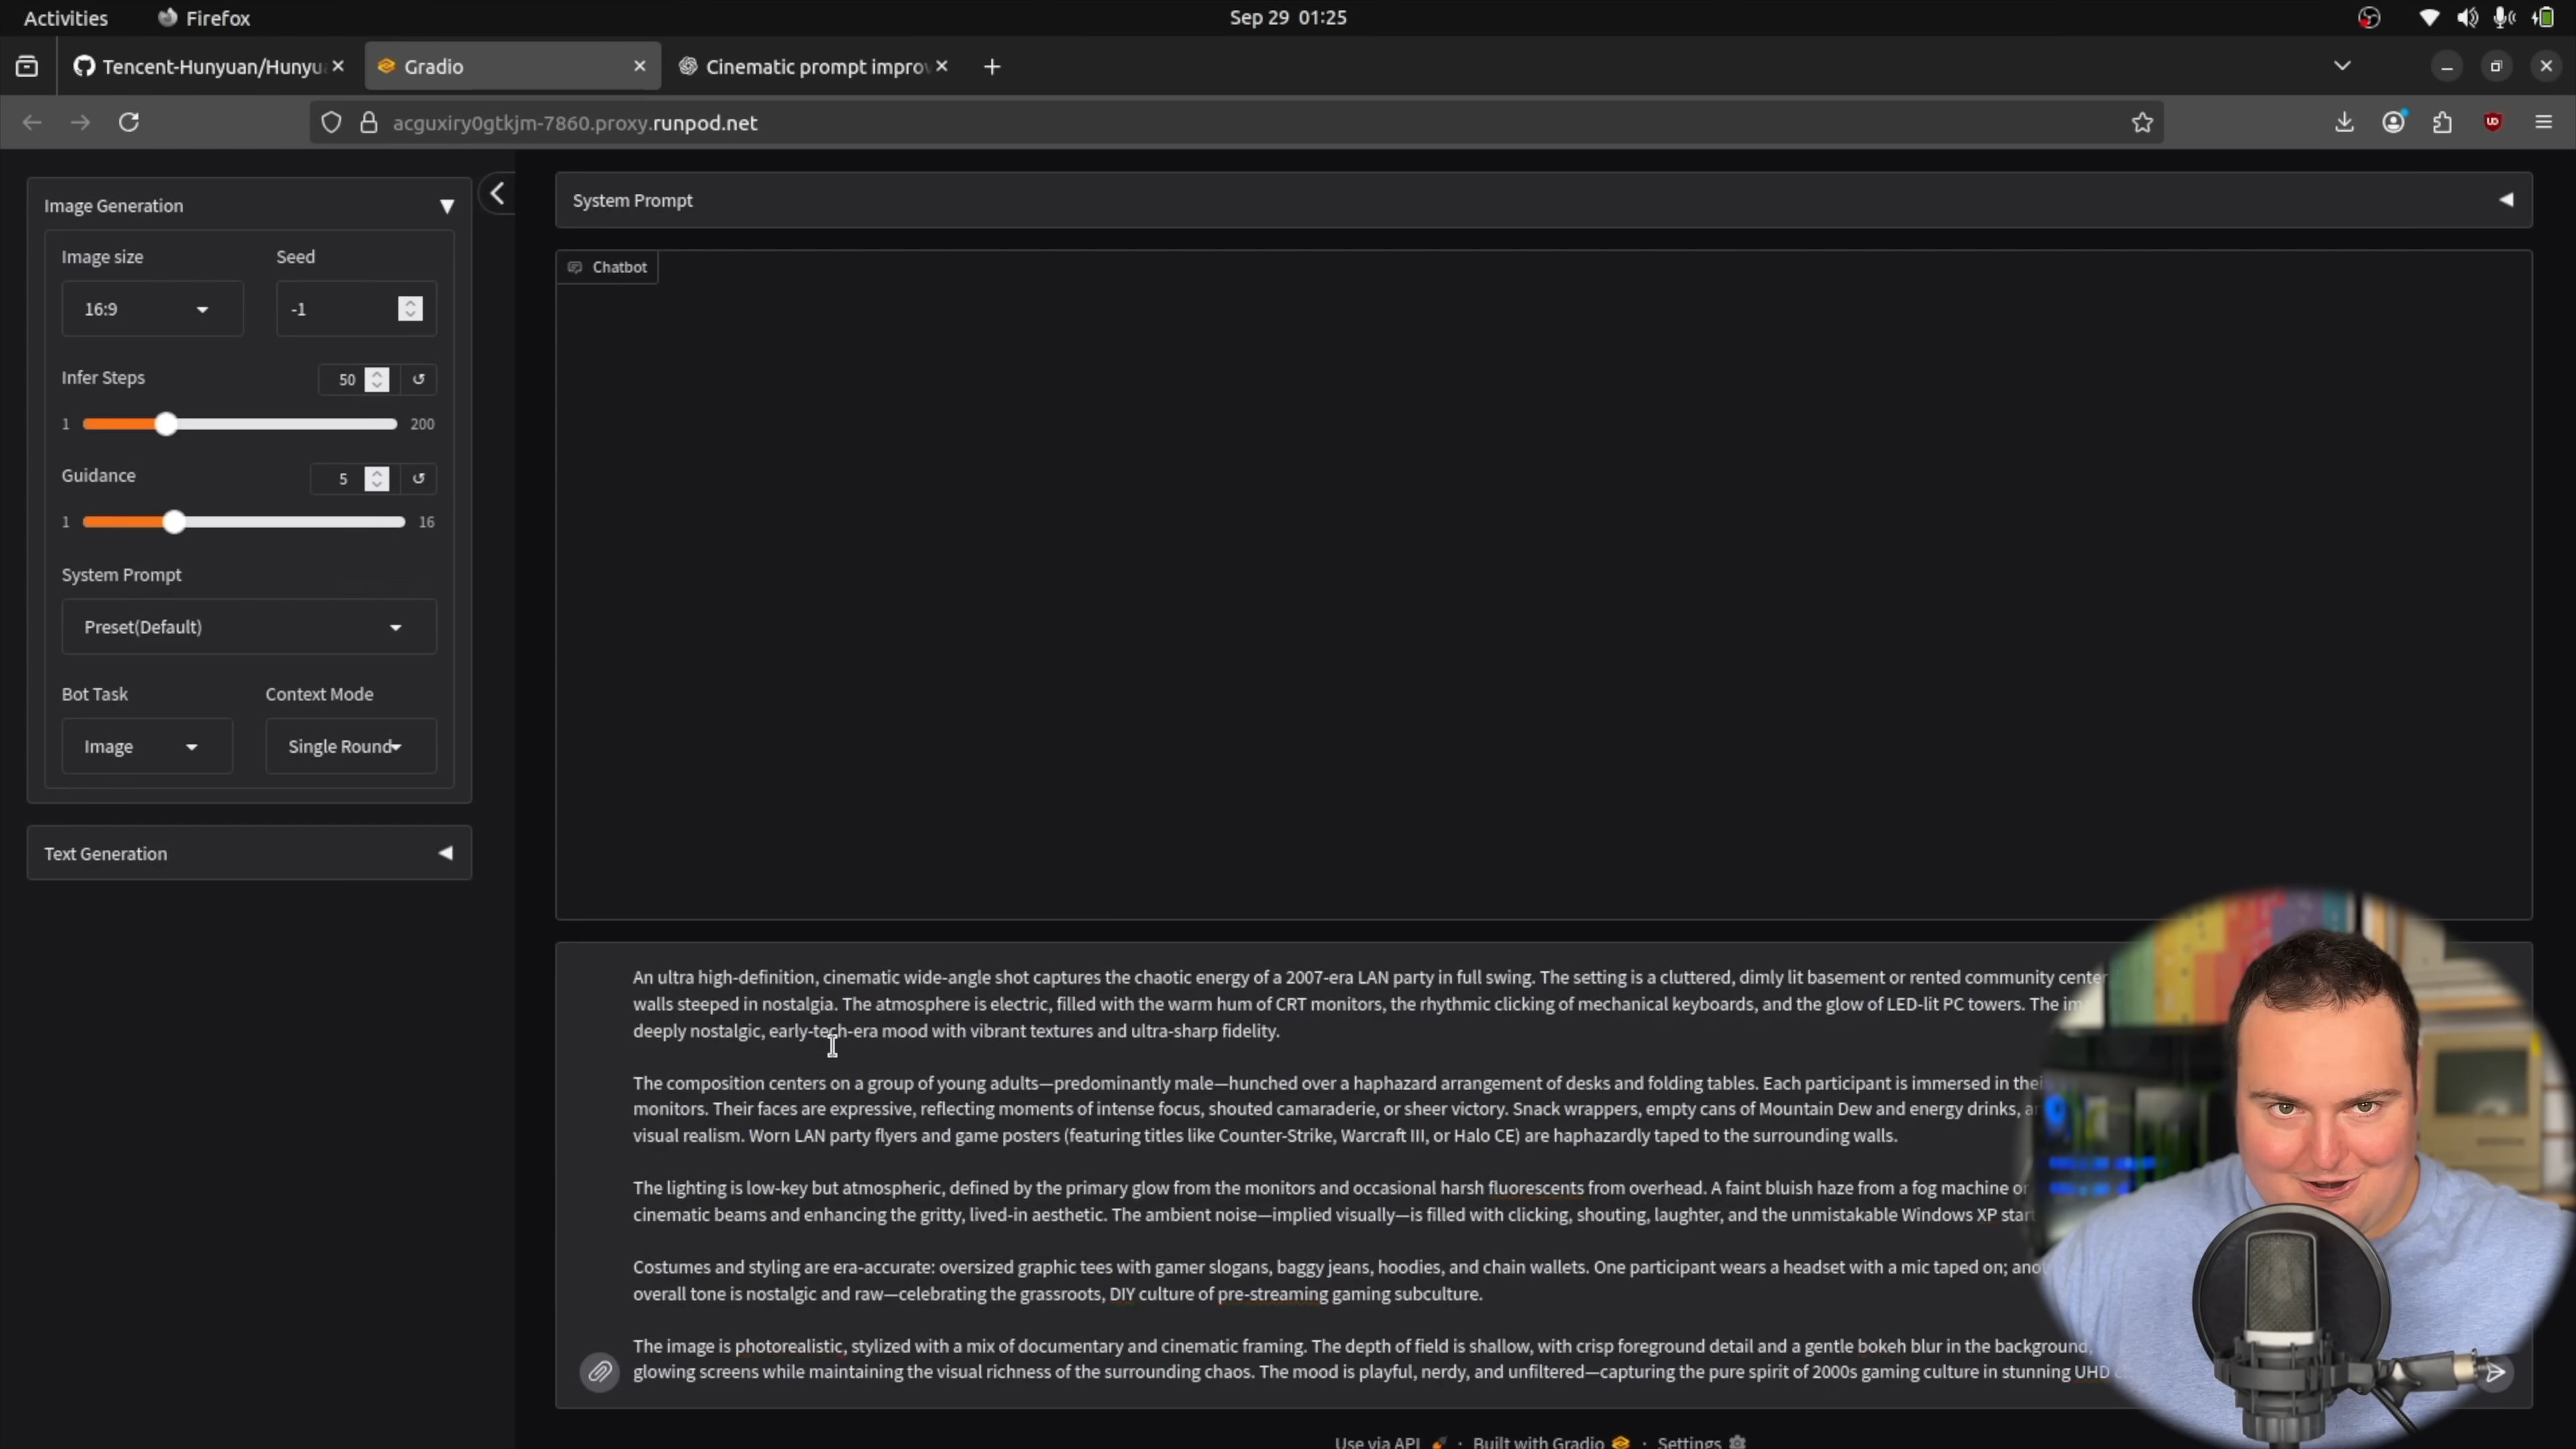 Activities
Firefox
Sep 29 01:25
Tencent-Hunyuan/Hunyu
Gradio
Cinematic prompt improv
acguxiry0gtkjm-7860.proxy.runpod.net
Image Generation
Image size
Seed
16:9
-1
Infer Steps
50
1
200
Guidance
5
1
16
System Prompt
Preset(Default)
Bot Task
Context Mode
Image
Single Round
Text Generation
System Prompt
Chatbot
An ultra high-definition, cinematic wide-angle shot captures the chaotic energy of a 2007-era LAN party in full swing. The setting is a cluttered, dimly lit basement or rented community center
walls steeped in nostalgia. The atmosphere is electric, filled with the warm hum of CRT monitors, the rhythmic clicking of mechanical keyboards, and the glow of LED-lit PC towers. The
deeply nostalgic, early-tech-era mood with vibrant textures and ultra-sharp fidelity.
The composition centers on a group of young adults—predominantly male—hunched over a haphazard arrangement of desks and folding tables. Each participant is immersed in
monitors. Their faces are expressive, reflecting moments of intense focus, shouted camaraderie, or sheer victory. Snack wrappers, empty cans of Mountain Dew and energy drinks,
visual realism. Worn LAN party flyers and game posters (featuring titles like Counter-Strike, Warcraft III, or Halo CE) are haphazardly taped to the surrounding walls.
The lighting is low-key but atmospheric, defined by the primary glow from the monitors and occasional harsh fluorescents from overhead. A faint bluish haze from a fog machine or
cinematic beams and enhancing the gritty, lived-in aesthetic. The ambient noise—implied visually—is filled with clicking, shouting, laughter, and the unmistakable Windows XP start
Costumes and styling are era-accurate: oversized graphic tees with gamer slogans, baggy jeans, hoodies, and chain wallets. One participant wears a headset with a mic taped on;
overall tone is nostalgic and raw—celebrating the grassroots, DIY culture of pre-streaming gaming subculture.
The image is photorealistic, stylized with a mix of documentary and cinematic framing. The depth of field is shallow, with crisp foreground detail and a gentle bokeh blur in the background,
glowing screens while maintaining the visual richness of the surrounding chaos. The mood is playful, nerdy, and unfiltered—capturing the pure spirit of 2000s gaming culture in stunning UHD
Use via API · Built with Gradio · Settings